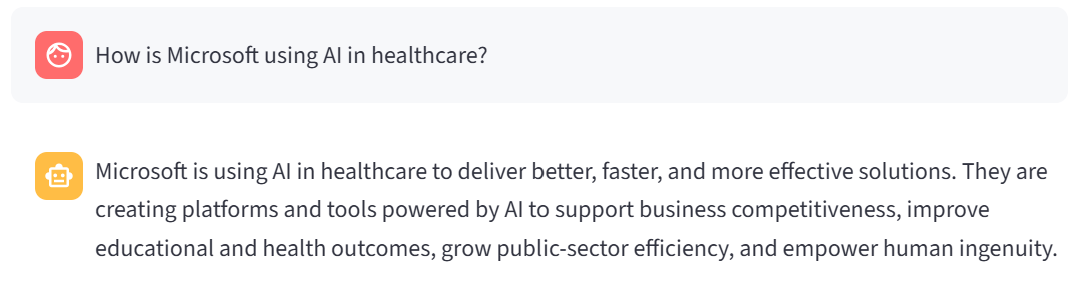 How is Microsoft using AI in healthcare?
Microsoft is using AI in healthcare to deliver better, faster, and more effective solutions. They are
creating platforms and tools powered by AI to support business competitiveness, improve
educational and health outcomes, grow public-sector efficiency, and empower human ingenuity.